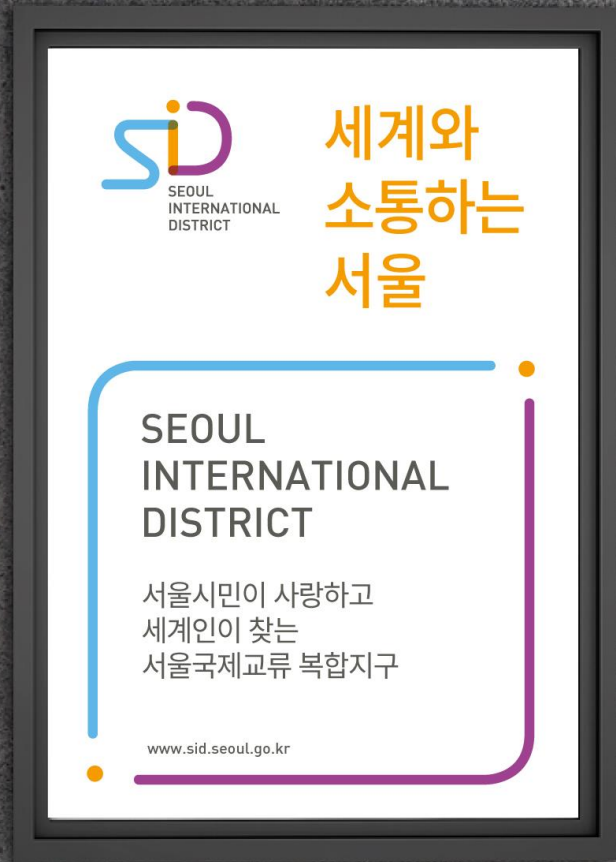 SiD
SEOUL
INTERNATIONAL
DISTRICT
세계와
소통하는
서울
SEOUL
INTERNATIONAL
DISTRICT
서울시민이 사랑하고
세계인이 찾는
서울국제교류 복합지구
www.sid.seoul.go.kr